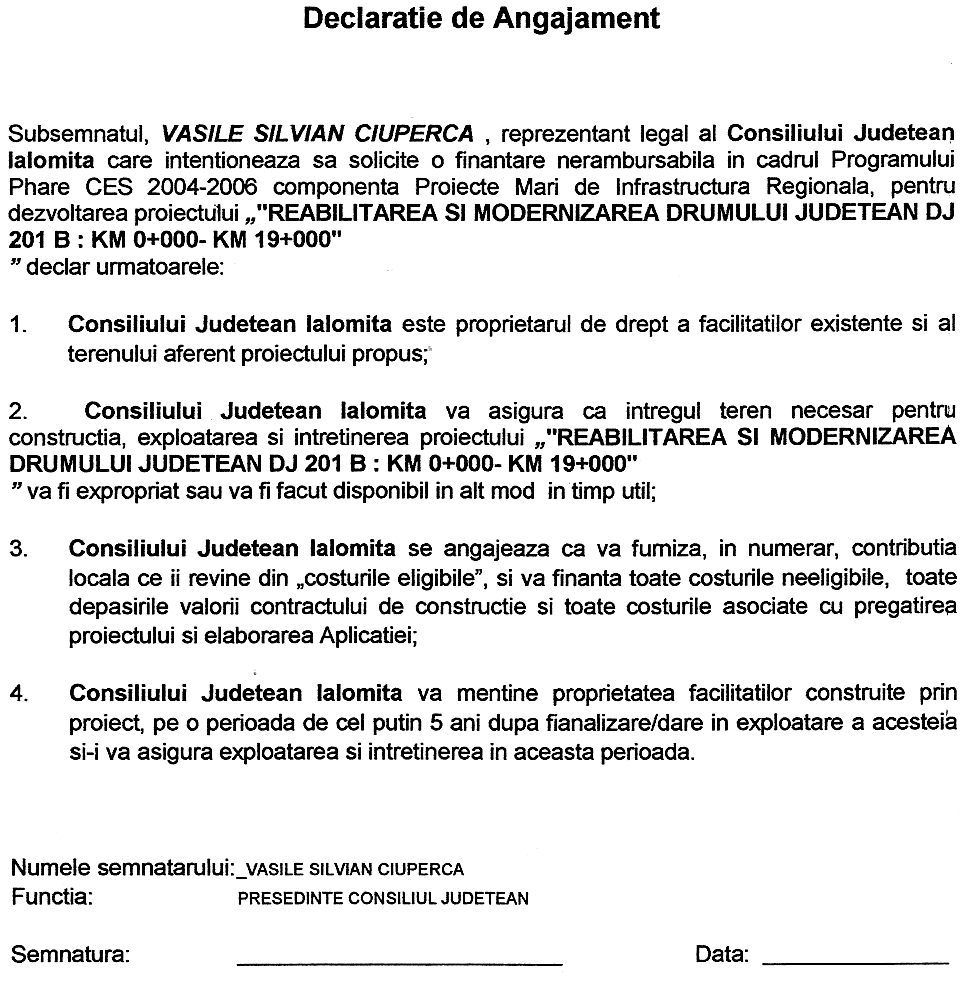 Declaratie de Angajament
Subsemnatul, VASILE SILVIAN CIUPERCA , reprezentant legal al Consiliului Judetean
Ialomita care intentioneaza sa solicite o finantare nerambursabila in cadrul Programului
Phare CES 2004-2006 componenta Proiecte Mari de Infrastructura Regionala, pentru
dezvoltarea proiectului „"REABILITAREA SI MODERNIZAREA DRUMULUI JUDETEAN DJ
201 B : KM 0+000- KM 19+000"
” declar urmatoarele:
1. Consiliului Judetean Ialomita este proprietarul de drept a facilitatilor existente si al
terenului aferent proiectului propus;
2. Consiliului Judetean Ialomita va asigura ca intregul teren necesar pentru
constructia, exploatarea si intretinerea proiectului „"REABILITAREA SI MODERNIZAREA
DRUMULUI JUDETEAN DJ 201 B : KM 0+000- KM 19+000"
” va fi expropriat sau va fi facut disponibil in alt mod in timp util;
3. Consiliului Judetean Ialomita se angajeaza ca va furniza, in numerar, contributia
locala ce ii revine din „costurile eligibile”, si va finanta toate costurile neeligibile, toate
depasirile valorii contractului de constructie si toate costurile asociate cu pregatirea
proiectului si elaborarea Aplicatiei;
4. Consiliului Judetean Ialomita va mentine proprietatea facilitatilor construite prin
proiect, pe o perioada de cel putin 5 ani dupa fianalizare/dare in exploatare a acesteia
si-i va asigura exploatarea si intretinerea in aceasta perioada.
Numele semnatarului:_VASILE SILVIAN CIUPERCA
Functia: PRESEDINTE CONSILIUL JUDETEAN
Semnatura: Data: